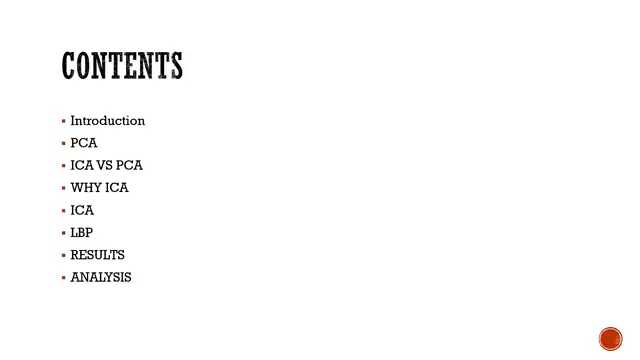 CONTENTS
Introduction
PCA
ICA VS PCA
WHY ICA
ICA
LBP
RESULTS
ANALYSIS